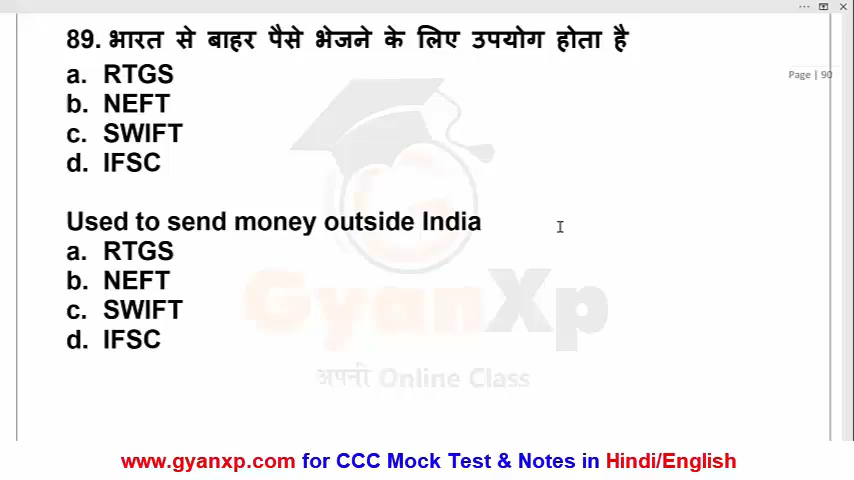 89. भारत से बाहर पैसे भेजने के लिए उपयोग होता है
Page | 90
a. RTGS
b. NEFT
c. SWIFT
d. IFSC
Used to send money outside India
a. RTGS
b. NEFT
c. SWIFT
d. IFSC
GyanXp
अपनी Online Class
www.gyanxp.com for CCC Mock Test & Notes in Hindi/English